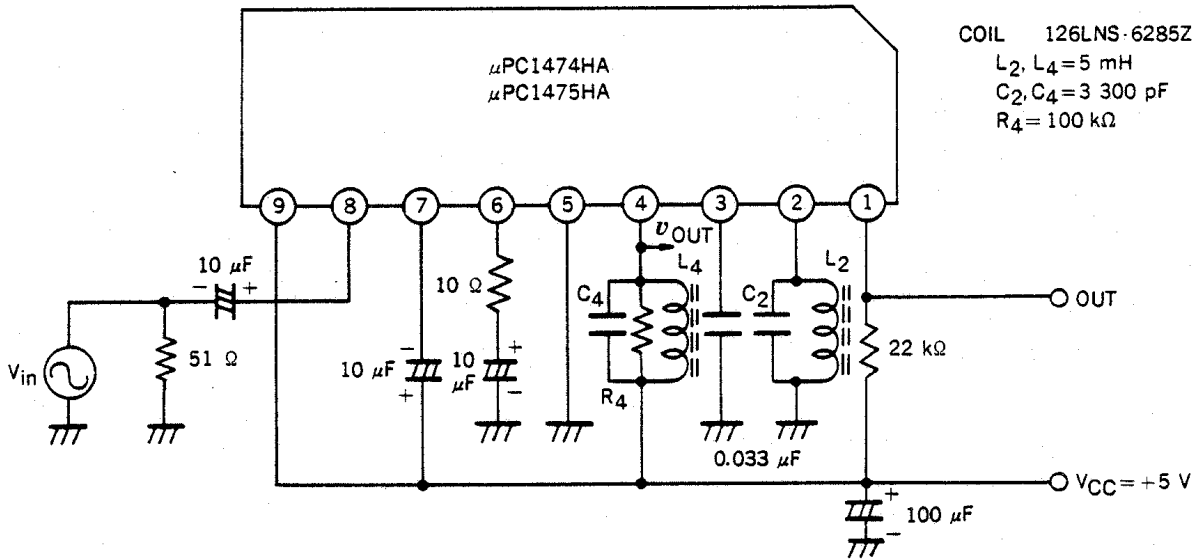 μPC1474HA
μPC1475HA
COIL 126LNS-6285Z
L2, L4=5 mH
C2, C4=3 300 pF
R4=100 kΩ
9 8 7 6 5 4 3 2 1
vOUT
10 μF
- +
10 Ω
C4
L4
C2
L2
OUT
Vin
51 Ω
22 kΩ
-
10 μF
+
+
10 μF
-
R4
0.033 μF
VCC=+5 V
+
100 μF
-